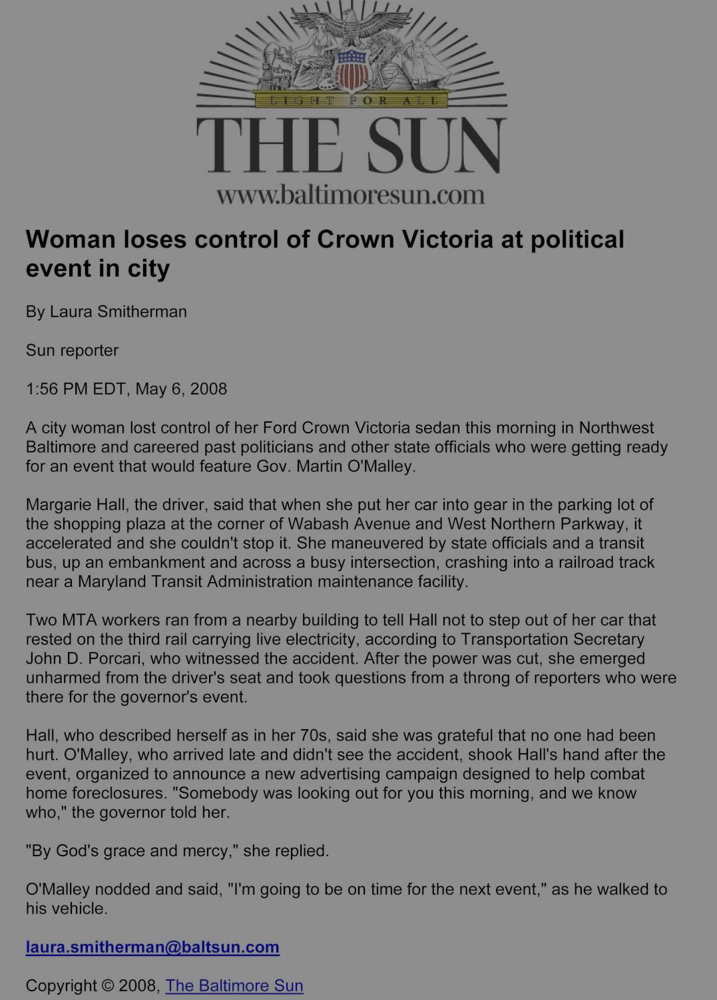 LIGHT FOR ALL
THE SUN
www.baltimoresun.com
Woman loses control of Crown Victoria at political
event in city
By Laura Smitherman
Sun reporter
1:56 PM EDT, May 6, 2008
A city woman lost control of her Ford Crown Victoria sedan this morning in Northwest
Baltimore and careered past politicians and other state officials who were getting ready
for an event that would feature Gov. Martin O'Malley.
Margarie Hall, the driver, said that when she put her car into gear in the parking lot of
the shopping plaza at the corner of Wabash Avenue and West Northern Parkway, it
accelerated and she couldn't stop it. She maneuvered by state officials and a transit
bus, up an embankment and across a busy intersection, crashing into a railroad track
near a Maryland Transit Administration maintenance facility.
Two MTA workers ran from a nearby building to tell Hall not to step out of her car that
rested on the third rail carrying live electricity, according to Transportation Secretary
John D. Porcari, who witnessed the accident. After the power was cut, she emerged
unharmed from the driver's seat and took questions from a throng of reporters who were
there for the governor's event.
Hall, who described herself as in her 70s, said she was grateful that no one had been
hurt. O'Malley, who arrived late and didn't see the accident, shook Hall's hand after the
event, organized to announce a new advertising campaign designed to help combat
home foreclosures. "Somebody was looking out for you this morning, and we know
who," the governor told her.
"By God's grace and mercy," she replied.
O'Malley nodded and said, "I'm going to be on time for the next event," as he walked to
his vehicle.
laura.smitherman@baltsun.com
Copyright © 2008, The Baltimore Sun